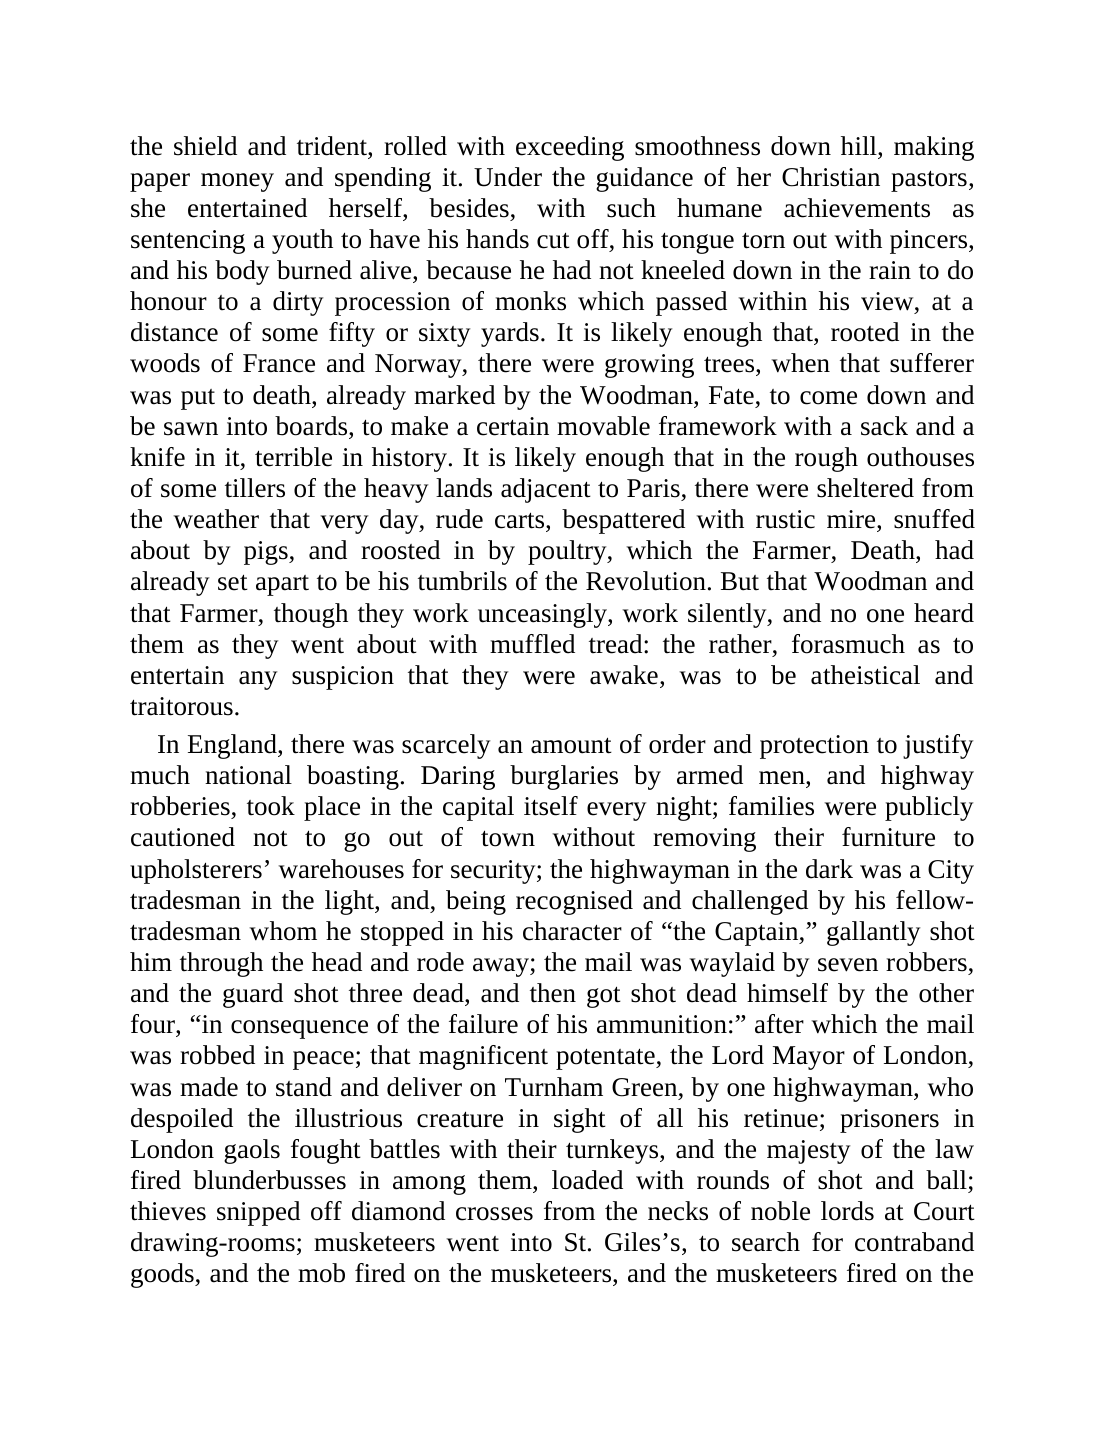 the shield and trident, rolled with exceeding smoothness down hill, making
paper money and spending it. Under the guidance of her Christian pastors,
she entertained herself, besides, with such humane achievements as
sentencing a youth to have his hands cut off, his tongue torn out with pincers,
and his body burned alive, because he had not kneeled down in the rain to do
honour to a dirty procession of monks which passed within his view, at a
distance of some fifty or sixty yards. It is likely enough that, rooted in the
woods of France and Norway, there were growing trees, when that sufferer
was put to death, already marked by the Woodman, Fate, to come down and
be sawn into boards, to make a certain movable framework with a sack and a
knife in it, terrible in history. It is likely enough that in the rough outhouses
of some tillers of the heavy lands adjacent to Paris, there were sheltered from
the weather that very day, rude carts, bespattered with rustic mire, snuffed
about by pigs, and roosted in by poultry, which the Farmer, Death, had
already set apart to be his tumbrils of the Revolution. But that Woodman and
that Farmer, though they work unceasingly, work silently, and no one heard
them as they went about with muffled tread: the rather, forasmuch as to
entertain any suspicion that they were awake, was to be atheistical and
traitorous.
In England, there was scarcely an amount of order and protection to justify
much national boasting. Daring burglaries by armed men, and highway
robberies, took place in the capital itself every night; families were publicly
cautioned not to go out of town without removing their furniture to
upholsterers’ warehouses for security; the highwayman in the dark was a City
tradesman in the light, and, being recognised and challenged by his fellow-
tradesman whom he stopped in his character of “the Captain,” gallantly shot
him through the head and rode away; the mail was waylaid by seven robbers,
and the guard shot three dead, and then got shot dead himself by the other
four, “in consequence of the failure of his ammunition:” after which the mail
was robbed in peace; that magnificent potentate, the Lord Mayor of London,
was made to stand and deliver on Turnham Green, by one highwayman, who
despoiled the illustrious creature in sight of all his retinue; prisoners in
London gaols fought battles with their turnkeys, and the majesty of the law
fired blunderbusses in among them, loaded with rounds of shot and ball;
thieves snipped off diamond crosses from the necks of noble lords at Court
drawing-rooms; musketeers went into St. Giles’s, to search for contraband
goods, and the mob fired on the musketeers, and the musketeers fired on the